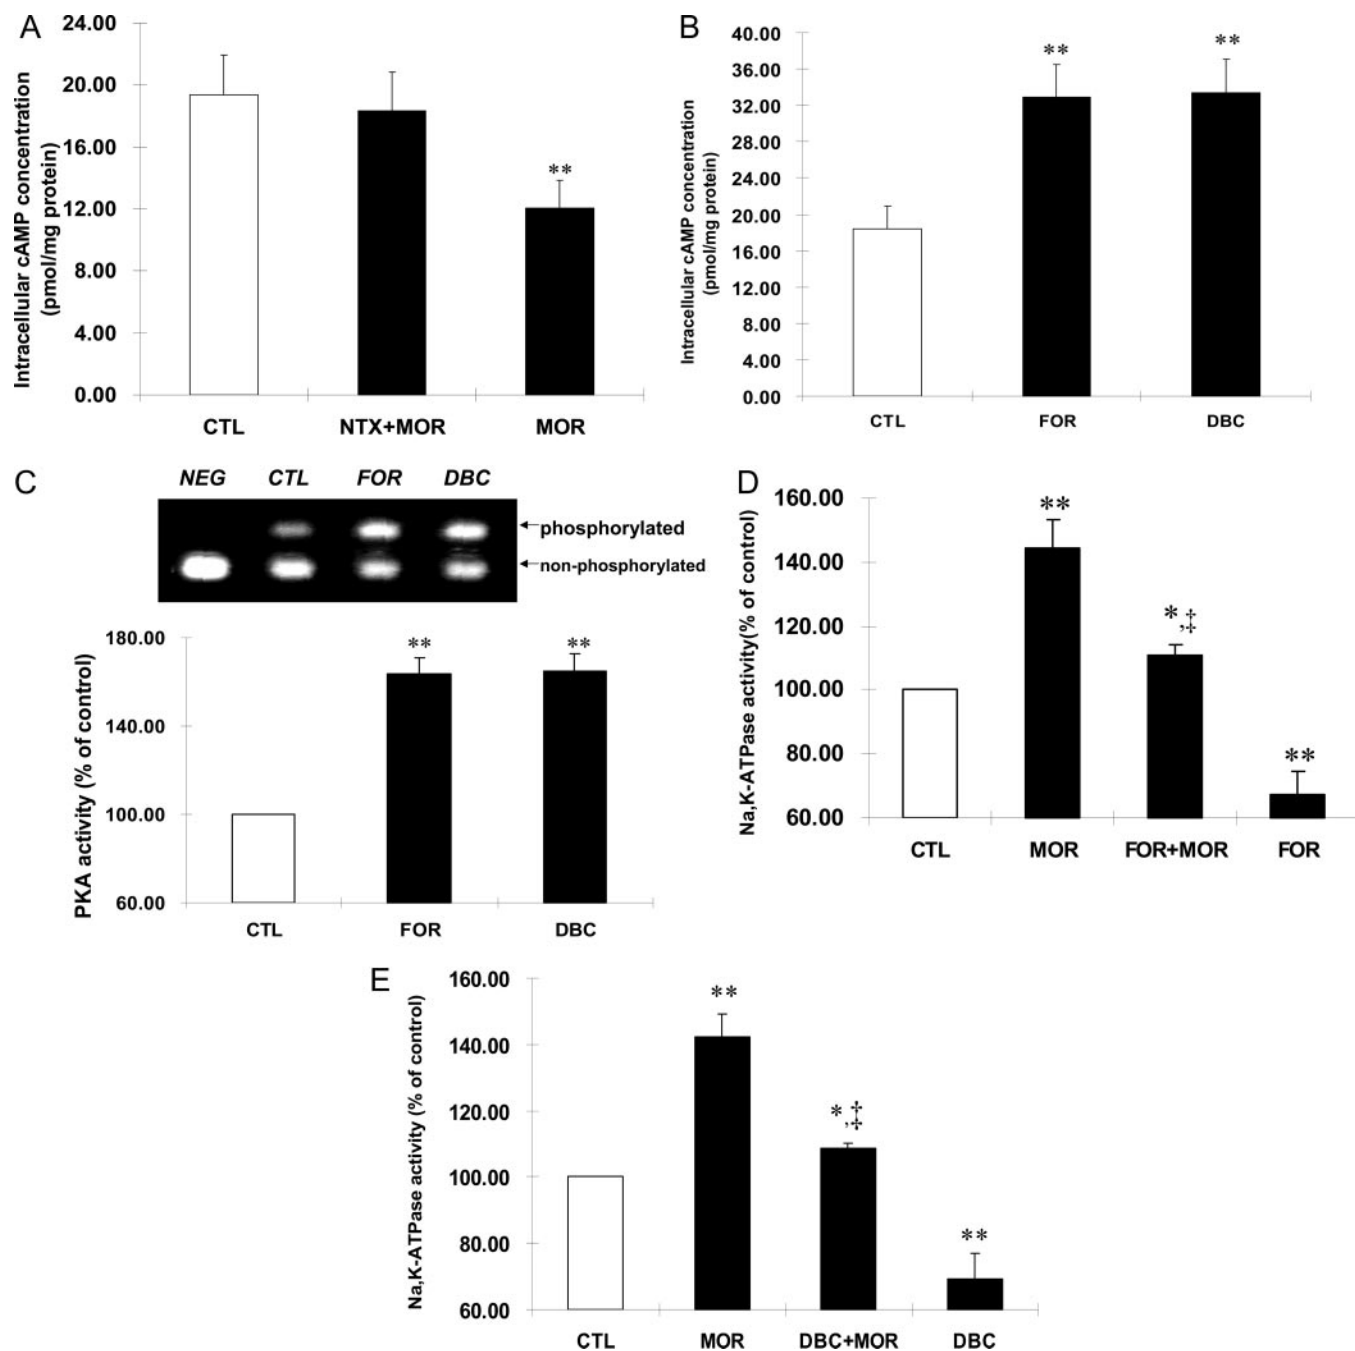 A
Intracellular cAMP concentration
(pmol/mg protein)
24.00
20.00
16.00
12.00
8.00
4.00
0.00
**
CTL
NTX+MOR
MOR
B
Intracellular cAMP concentration
(pmol/mg protein)
40.00
36.00
32.00
28.00
24.00
20.00
16.00
12.00
8.00
4.00
0.00
**
**
CTL
FOR
DBC
C
NEG CTL FOR DBC
phosphorylated
non-phosphorylated
PKA activity (% of control)
180.00
140.00
100.00
60.00
**
**
CTL
FOR
DBC
D
Na,K-ATPase activity(% of control)
160.00
140.00
120.00
100.00
80.00
60.00
**
*,‡
**
CTL
MOR
FOR+MOR
FOR
E
Na,K-ATPase activity (% of control)
160.00
140.00
120.00
100.00
80.00
60.00
**
*,‡
**
CTL
MOR
DBC+MOR
DBC